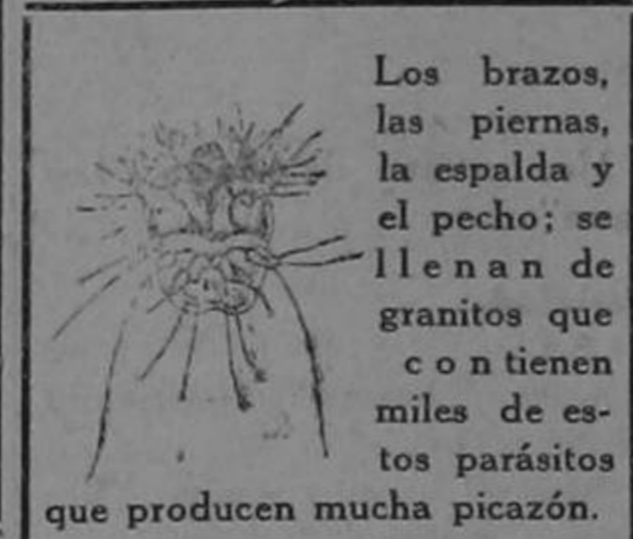 Los brazos,
las piernas,
la espalda y
el pecho; se
llenan de
granitos que
contienen
miles de es-
tos parásitos
que producen mucha picazón.